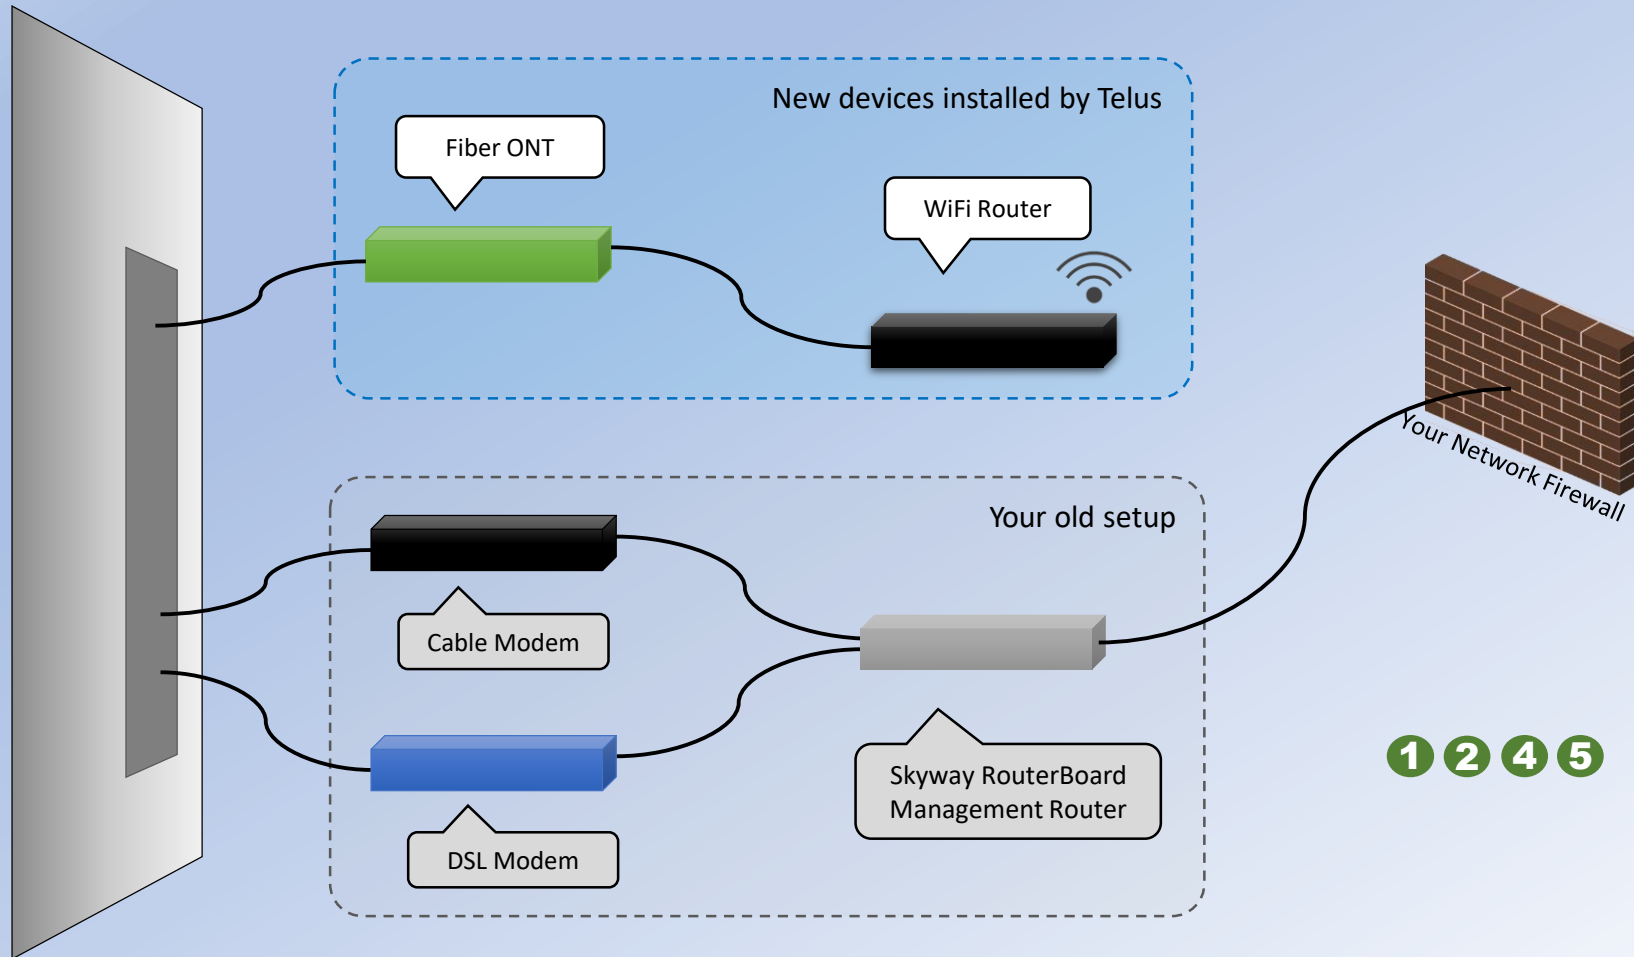 New devices installed by Telus
Fiber ONT
WiFi Router
Your Network Firewall
Your old setup
Cable Modem
Skyway RouterBoard
Management Router
DSL Modem
1 2 4 5